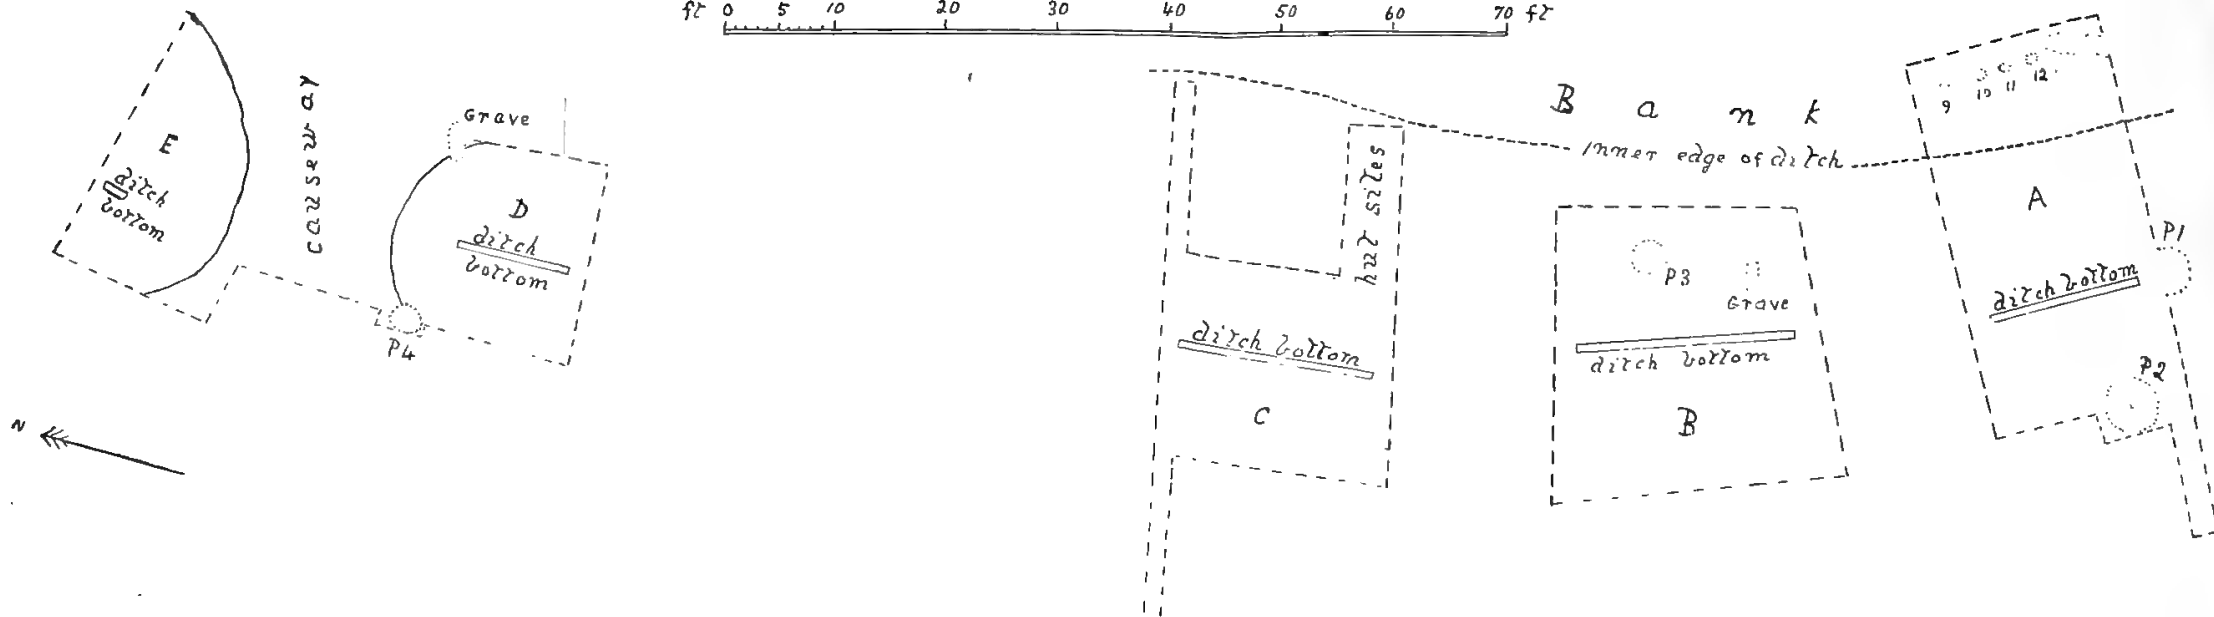 ft 0 5 10 20 30 40 50 60 70 ft
E
ditch
bottom
causeway
Grave
D
ditch
bottom
P4
N
Bank
inner edge of ditch
hut sites
ditch bottom
C
P3
Grave
ditch bottom
B
9 10 11 12
A
P1
ditch bottom
P2